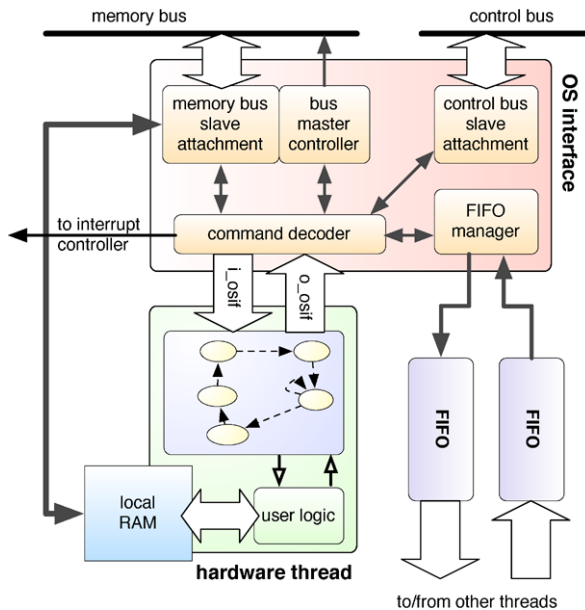 memory bus
control bus
OS interface
memory bus
slave
attachment
bus
master
controller
control bus
slave
attachment
to interrupt
controller
command decoder
FIFO
manager
i_osif
o_osif
FIFO
FIFO
local
RAM
user logic
hardware thread
to/from other threads